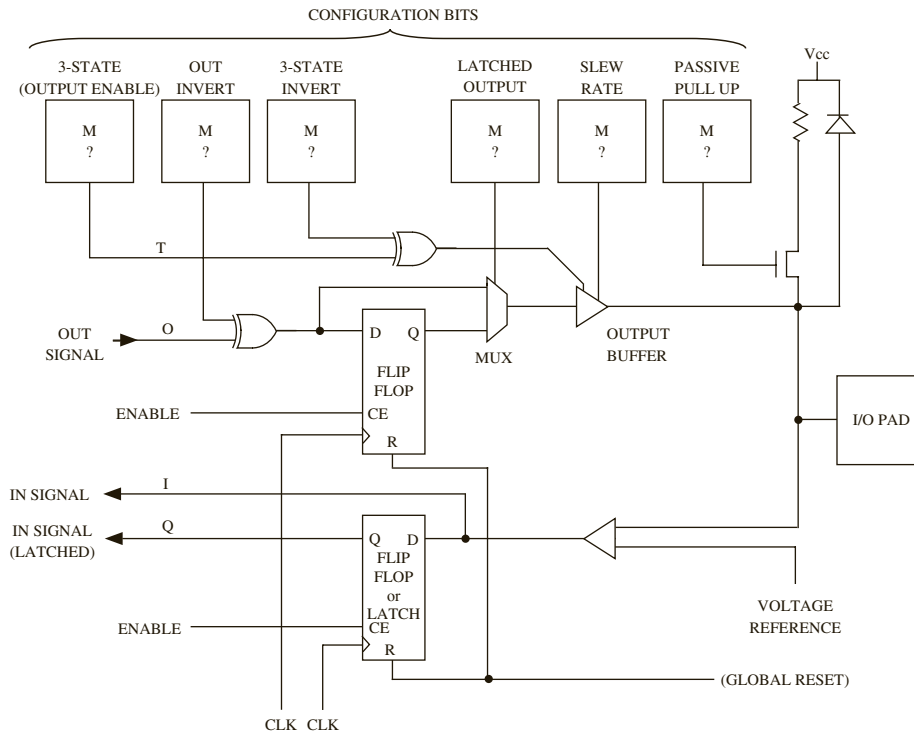 CONFIGURATION BITS
3-STATE
(OUTPUT ENABLE)
OUT
INVERT
3-STATE
INVERT
LATCHED
OUTPUT
SLEW
RATE
PASSIVE
PULL UP
Vcc
M
?
M
?
M
?
M
?
M
?
M
?
T
OUT
SIGNAL
O
D
Q
FLIP
FLOP
CE
R
MUX
OUTPUT
BUFFER
ENABLE
I/O PAD
IN SIGNAL
I
IN SIGNAL
(LATCHED)
Q
Q
D
FLIP
FLOP
or
LATCH
CE
R
ENABLE
VOLTAGE
REFERENCE
(GLOBAL RESET)
CLK
CLK